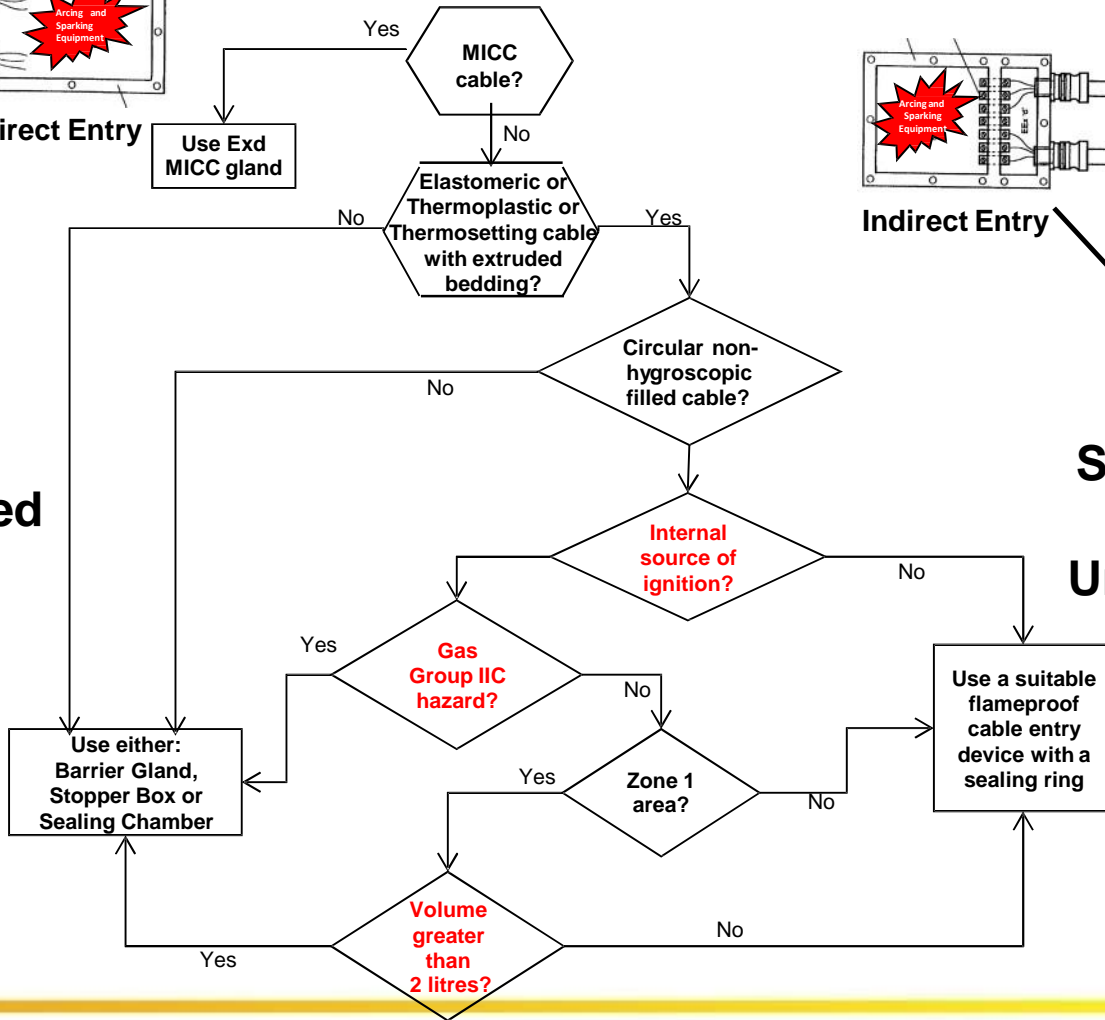 Arcing and
Sparking
Equipment
irect Entry
Yes
MICC
cable?
Use Exd
MICC gland
No
Arcing and
Sparking
Equipment
EEx 'd'
Indirect Entry
No
Elastomeric or
Thermoplastic or
Thermosetting cable
with extruded
bedding?
Yes
Circular non-
hygroscopic
filled cable?
No
S
ed
Internal
source of
ignition?
No
U
Yes
Gas
Group IIC
hazard?
No
Use a suitable
flameproof
cable entry
device with a
sealing ring
Use either:
Barrier Gland,
Stopper Box or
Sealing Chamber
Yes
Zone 1
area?
No
Volume
greater
than
2 litres?
Yes
No